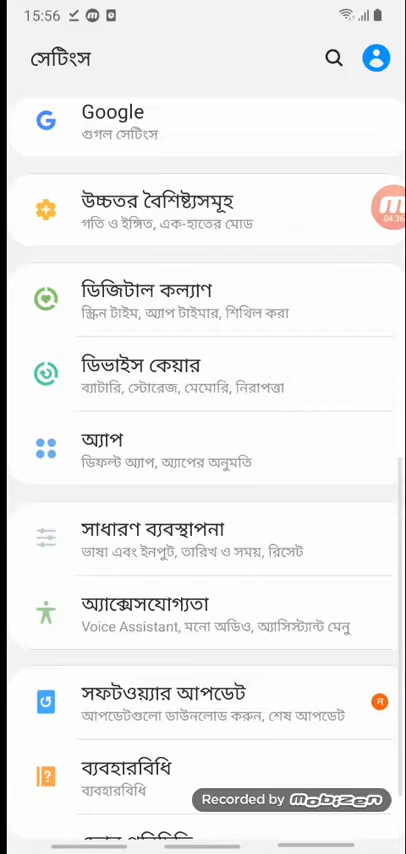 15:56
সেটিংস
Google
গুগল সেটিংস
উচ্চতর বৈশিষ্ট্যসমূহ
গতি ও ইঙ্গিত, এক-হাতের মোড
04:36
ডিজিটাল কল্যাণ
স্ক্রিন টাইম, অ্যাপ টাইমার, শিথিল করা
ডিভাইস কেয়ার
ব্যাটারি, স্টোরেজ, মেমোরি, নিরাপত্তা
অ্যাপ
ডিফল্ট অ্যাপ, অ্যাপের অনুমতি
সাধারণ ব্যবস্থাপনা
ভাষা এবং ইনপুট, তারিখ ও সময়, রিসেট
অ্যাক্সেসযোগ্যতা
Voice Assistant, মনো অডিও, অ্যাসিস্ট্যান্ট মেনু
সফটওয়্যার আপডেট
আপডেটগুলো ডাউনলোড করুন, শেষ আপডেট
ন
ব্যবহারবিধি
ব্যবহারবিধি
Recorded by mobizen